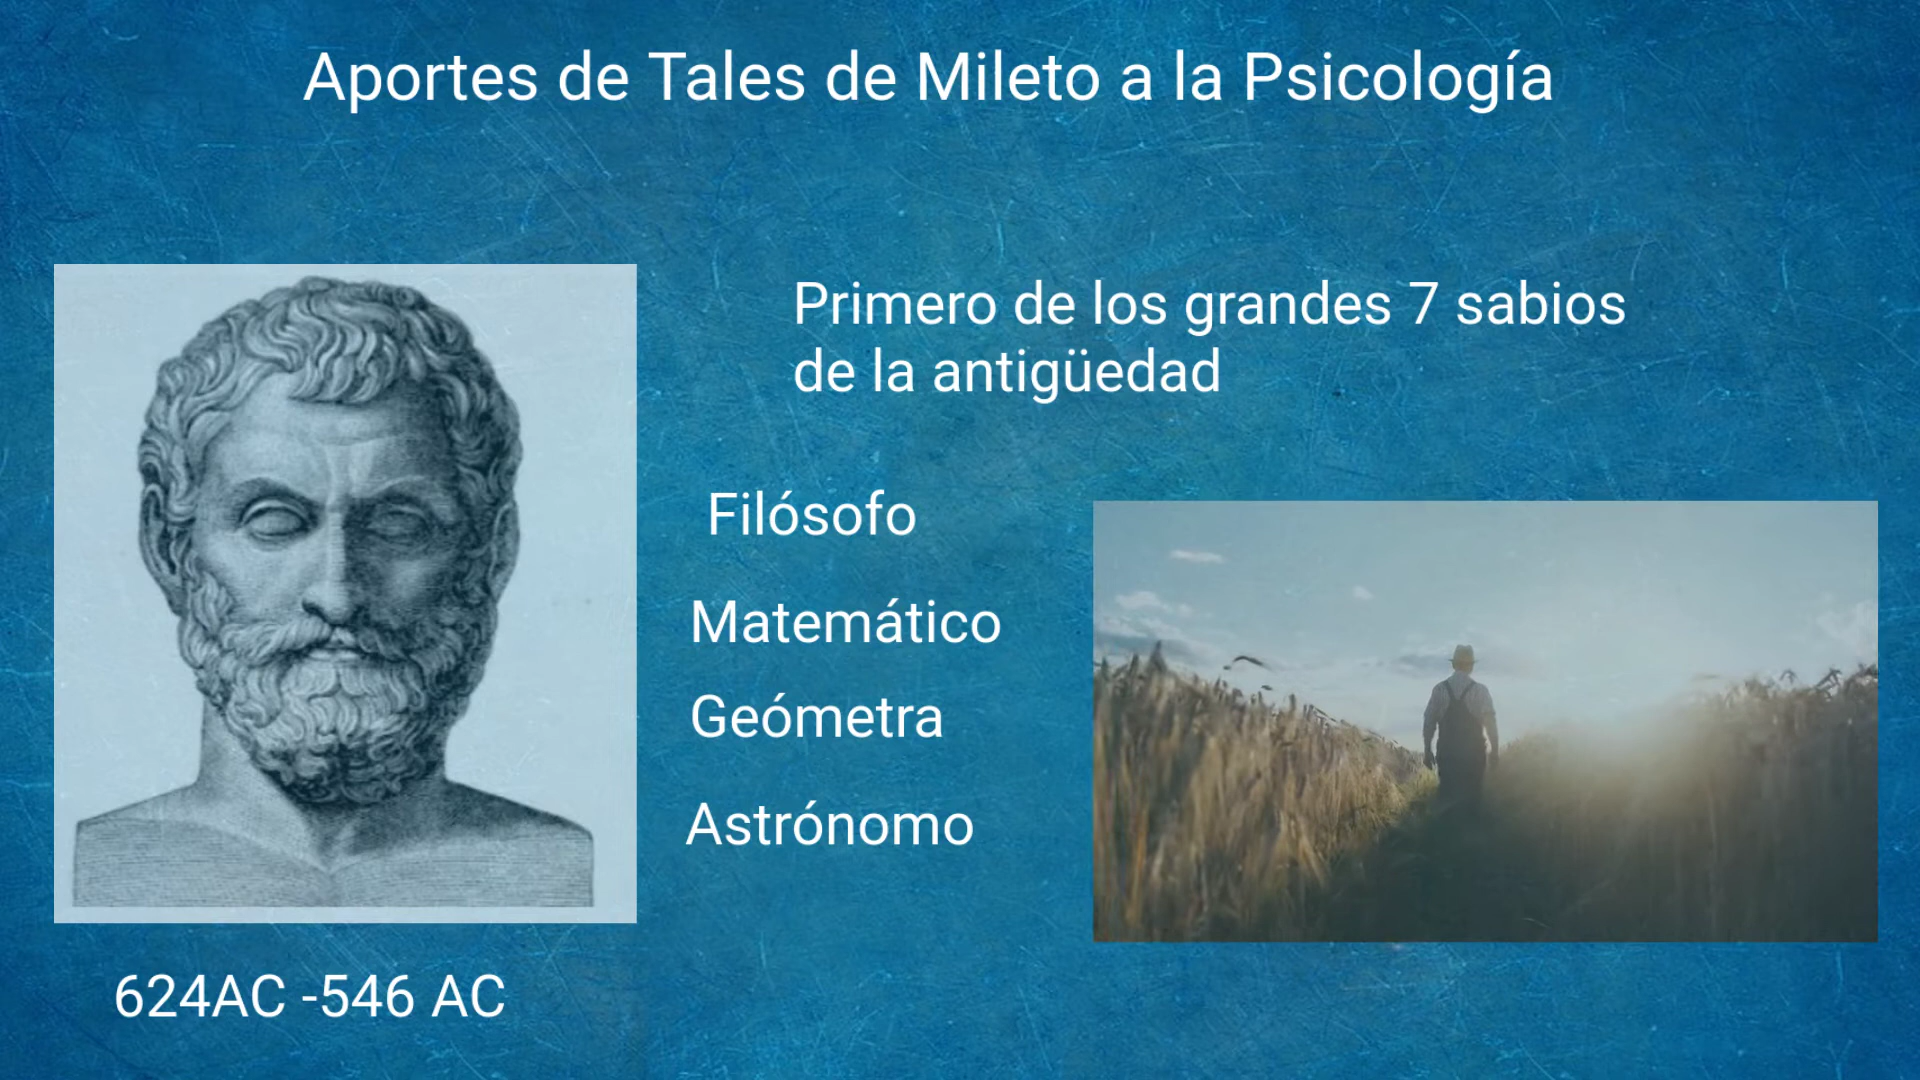 Aportes de Tales de Mileto a la Psicología
Primero de los grandes 7 sabios
de la antigüedad
Filósofo
Matemático
Geómetra
Astrónomo
624AC -546 AC